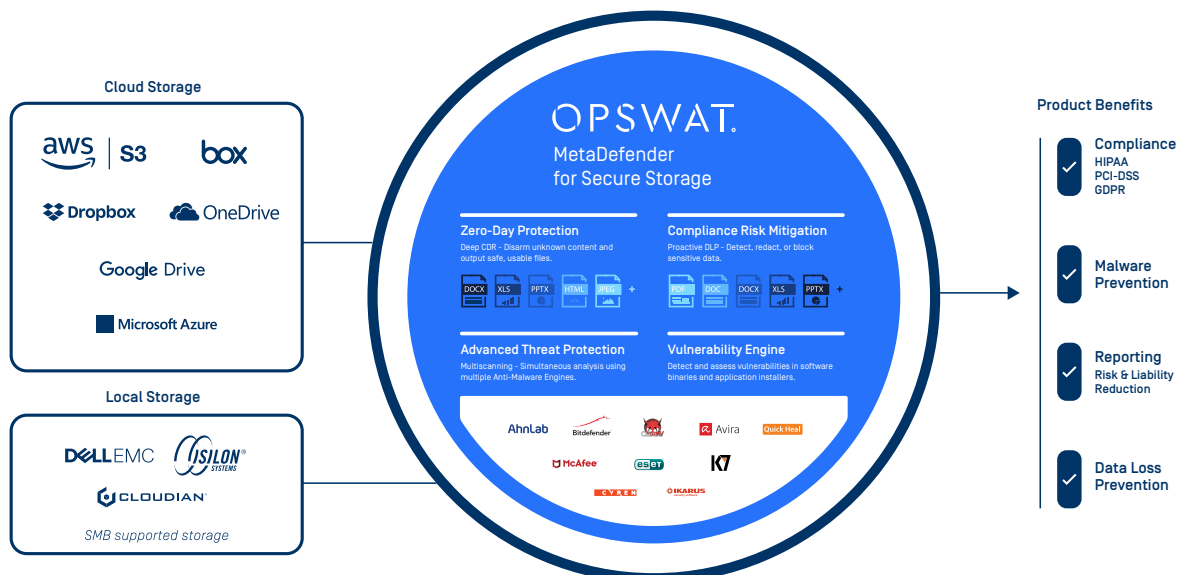 Cloud Storage
aws | S3
box
Dropbox
OneDrive
Google Drive
Microsoft Azure
Local Storage
DELLEMC
ISILON®
SYSTEMS
CLOUDIAN
SMB supported storage
OPSWAT.
MetaDefender
for Secure Storage
Zero-Day Protection
Deep CDR - Disarm unknown content and
output safe, usable files.
DOCX XLS PPTX HTML JPEG +
Compliance Risk Mitigation
Proactive DLP - Detect, redact, or block
sensitive data.
PDF DOC DOCX XLS PPTX +
Advanced Threat Protection
Multiscanning - Simultaneous analysis using
multiple Anti-Malware Engines.
Vulnerability Engine
Detect and assess vulnerabilities in software
binaries and application installers.
AhnLab
Bitdefender
Avira
Quick Heal
McAfee
eseT
K7
CYREN
IKARUS
Product Benefits
Compliance
HIPAA
PCI-DSS
GDPR
Malware
Prevention
Reporting
Risk & Liability
Reduction
Data Loss
Prevention